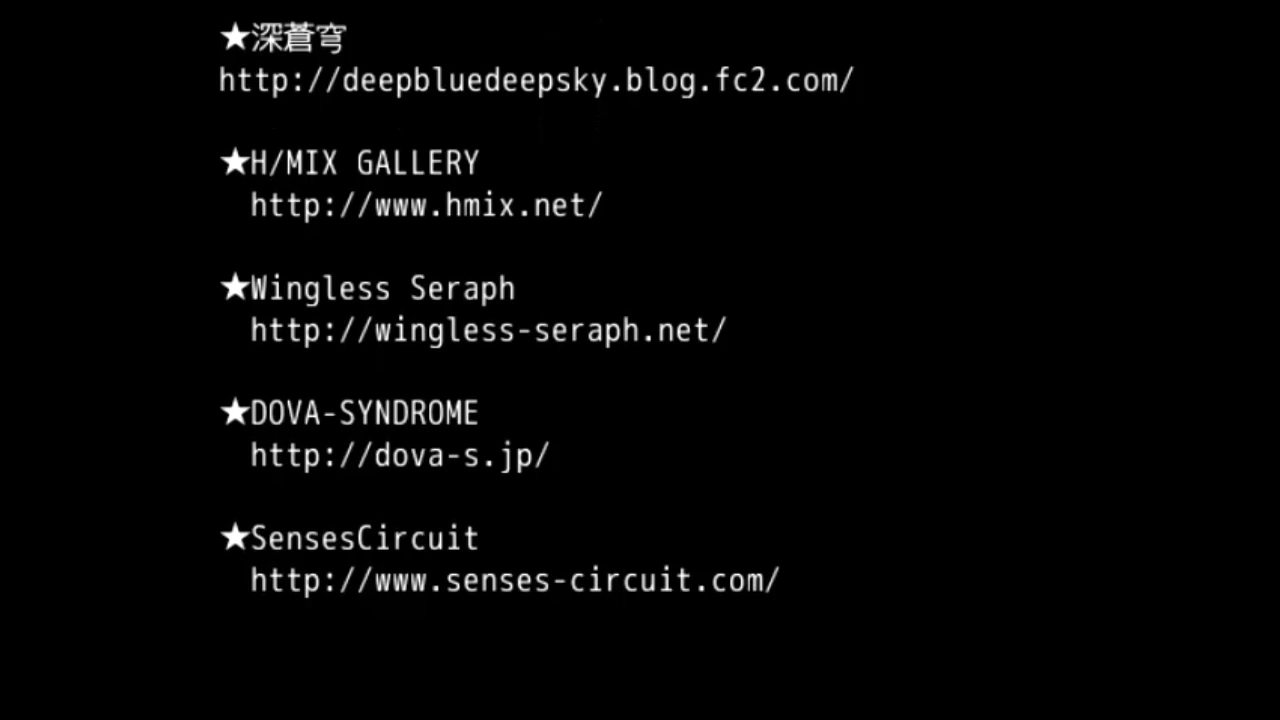 ★深蒼穹
http://deepbluedeepsky.blog.fc2.com/
★H/MIX GALLERY
http://www.hmix.net/
★Wingless Seraph
http://wingless-seraph.net/
★DOVA-SYNDROME
http://dova-s.jp/
★SensesCircuit
http://www.senses-circuit.com/